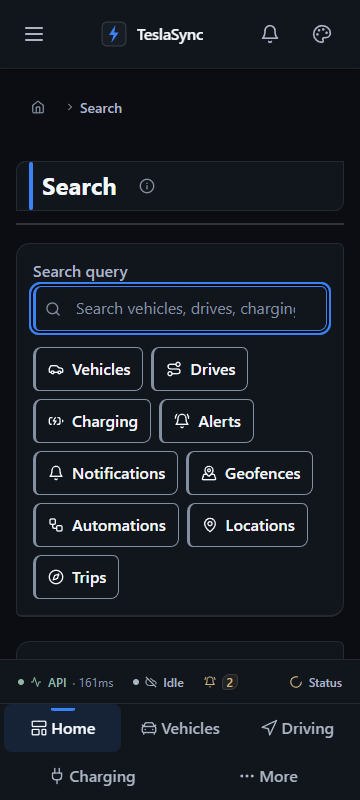 TeslaSync
Search
Search
Search query
Search vehicles, drives, charging
Vehicles
Drives
Charging
Alerts
Notifications
Geofences
Automations
Locations
Trips
API · 161ms
Idle
2
Status
Home
Vehicles
Driving
Charging
More